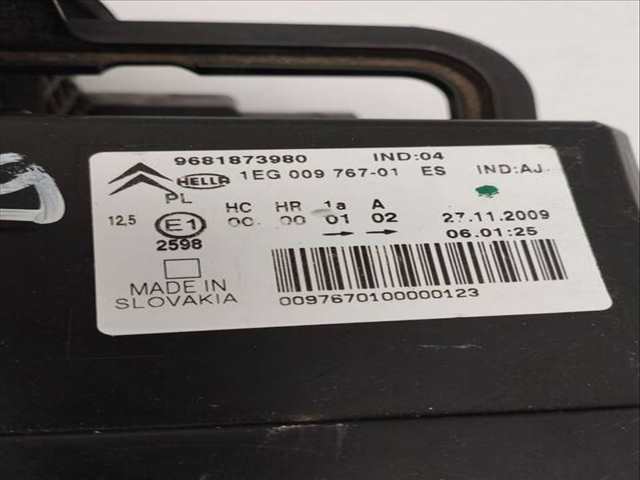 9681873980 IND:04
HELLA 1EG 009 767-01 ES IND:AJ
PL
12,5 E1 HC HR 1a A
00 00 01 02 27.11.2009
2598 06.01:25
MADE IN
SLOVAKIA
0097670100000123